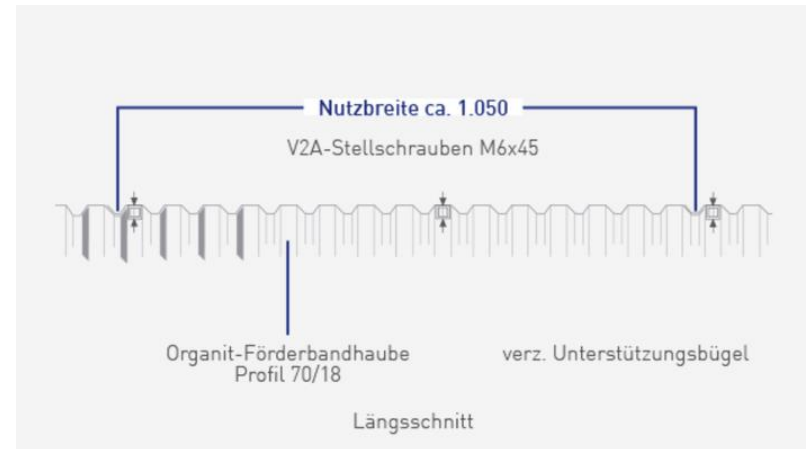 Nutzbreite ca. 1.050
V2A-Stellschrauben M6x45
Organit-Förderbandhaube
Profil 70/18
verz. Unterstützungsbügel
Längsschnitt